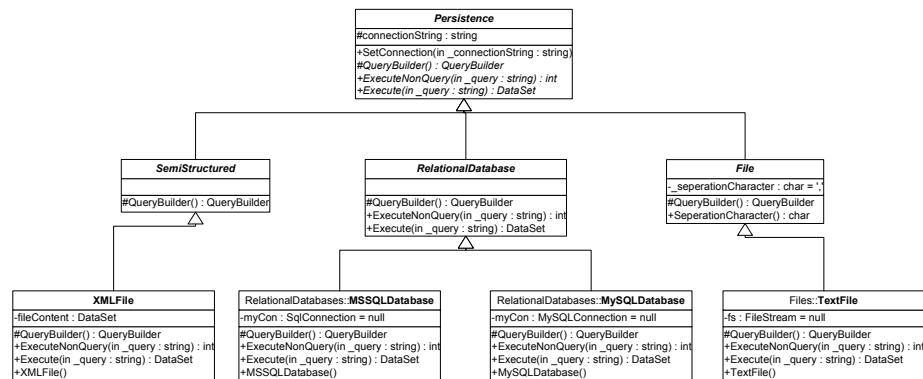 Persistence
#connectionString : string
+SetConnection(in _connectionString : string)
#QueryBuilder() : QueryBuilder
+ExecuteNonQuery(in _query : string) : int
+Execute(in _query : string) : DataSet
SemiStructured
#QueryBuilder() : QueryBuilder
RelationalDatabase
#QueryBuilder() : QueryBuilder
+ExecuteNonQuery(in _query : string) : int
+Execute(in _query : string) : DataSet
File
-_seperationCharacter : char = ','
#QueryBuilder() : QueryBuilder
+SeperationCharacter() : char
XMLFile
-fileContent : DataSet
#QueryBuilder() : QueryBuilder
+ExecuteNonQuery(in _query : string) : int
+Execute(in _query : string) : DataSet
+XMLFile()
RelationalDatabases::MSSQLDatabase
-myCon : SqlConnection = null
#QueryBuilder() : QueryBuilder
+ExecuteNonQuery(in _query : string) : int
+Execute(in _query : string) : DataSet
+MSSQLDatabase()
RelationalDatabases::MySQLDatabase
-myCon : MySQLConnection = null
#QueryBuilder() : QueryBuilder
+ExecuteNonQuery(in _query : string) : int
+Execute(in _query : string) : DataSet
+MySQLDatabase()
Files::TextFile
-fs : FileStream = null
#QueryBuilder() : QueryBuilder
+ExecuteNonQuery(in _query : string) : int
+Execute(in _query : string) : DataSet
+TextFile()